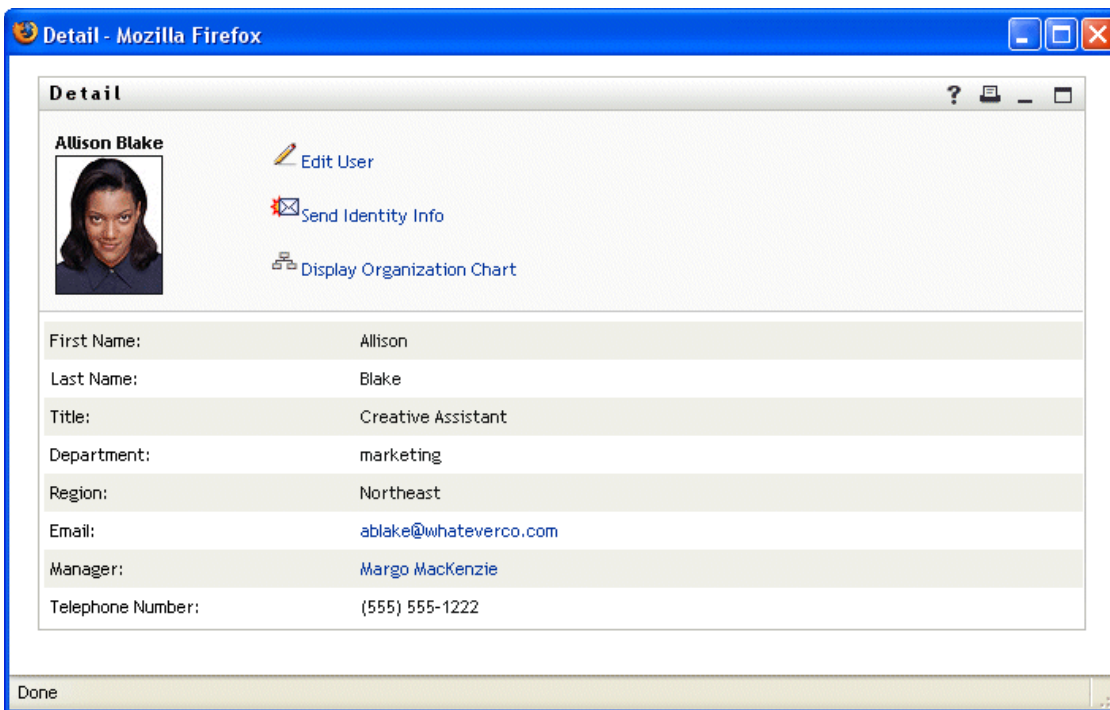 Detail - Mozilla Firefox
Detail
Allison Blake
Edit User
Send Identity Info
Display Organization Chart
First Name: Allison
Last Name: Blake
Title: Creative Assistant
Department: marketing
Region: Northeast
Email: ablake@whateverco.com
Manager: Margo MacKenzie
Telephone Number: (555) 555-1222
Done